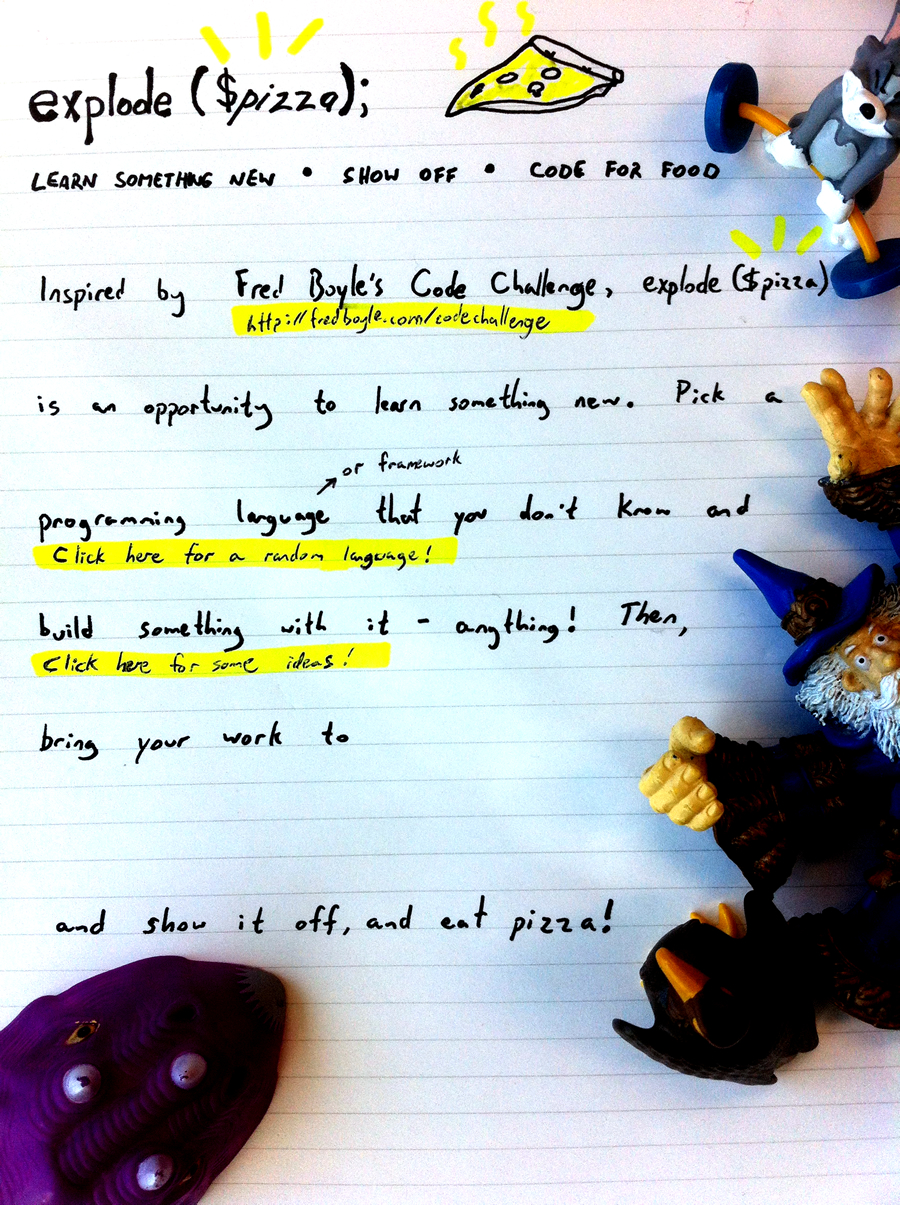 explode ($pizza);
LEARN SOMETHING NEW • SHOW OFF • CODE FOR FOOD
Inspired by Fred Boyle's Code Challenge, explode ($pizza)
http://fredboyle.com/codechallenge
is an opportunity to learn something new. Pick a
or framework
programming language that you don't know and
Click here for a random language!
build something with it - anything! Then,
Click here for some ideas!
bring your work to
and show it off, and eat pizza!